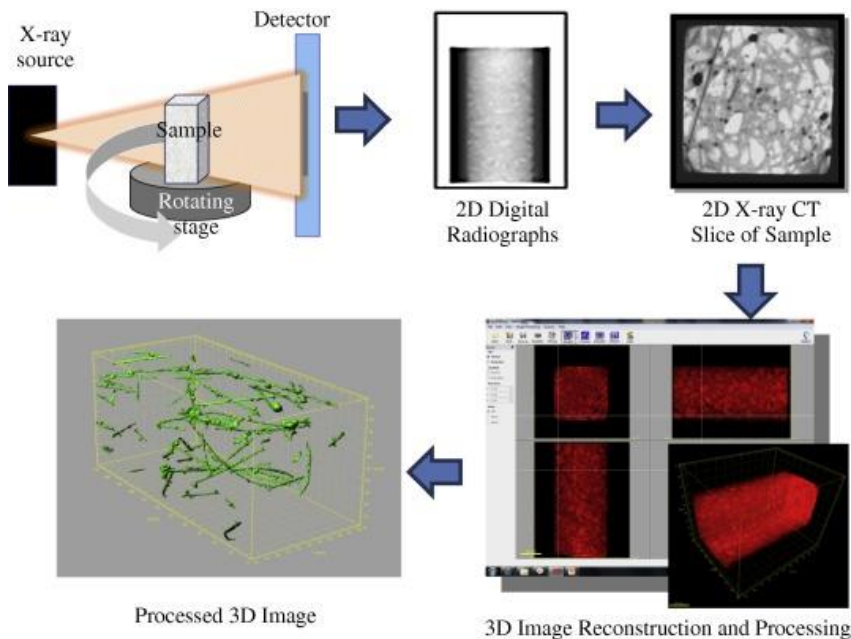 X-ray
source
Detector
Sample
Rotating
stage
2D Digital
Radiographs
2D X-ray CT
Slice of Sample
Processed 3D Image
3D Image Reconstruction and Processing